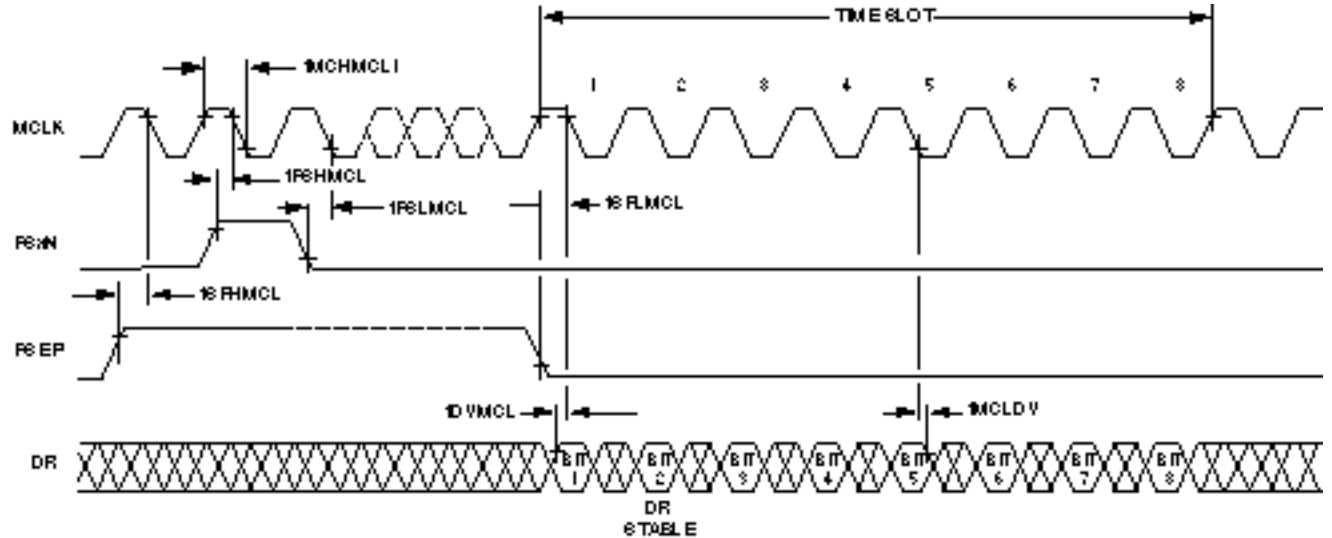 TIME SLOT
tMCHMCL1
1 2 3 4 5 6 7 8
MCLK
tFSHMCL
tFSLMCL
tSFLMCL
FSXN
tSFHMCL
FSEP
tDVMCL
tMCLDV
DR
BIT BIT BIT BIT BIT BIT BIT BIT
1 2 3 4 5 6 7 8
DR
STABLE